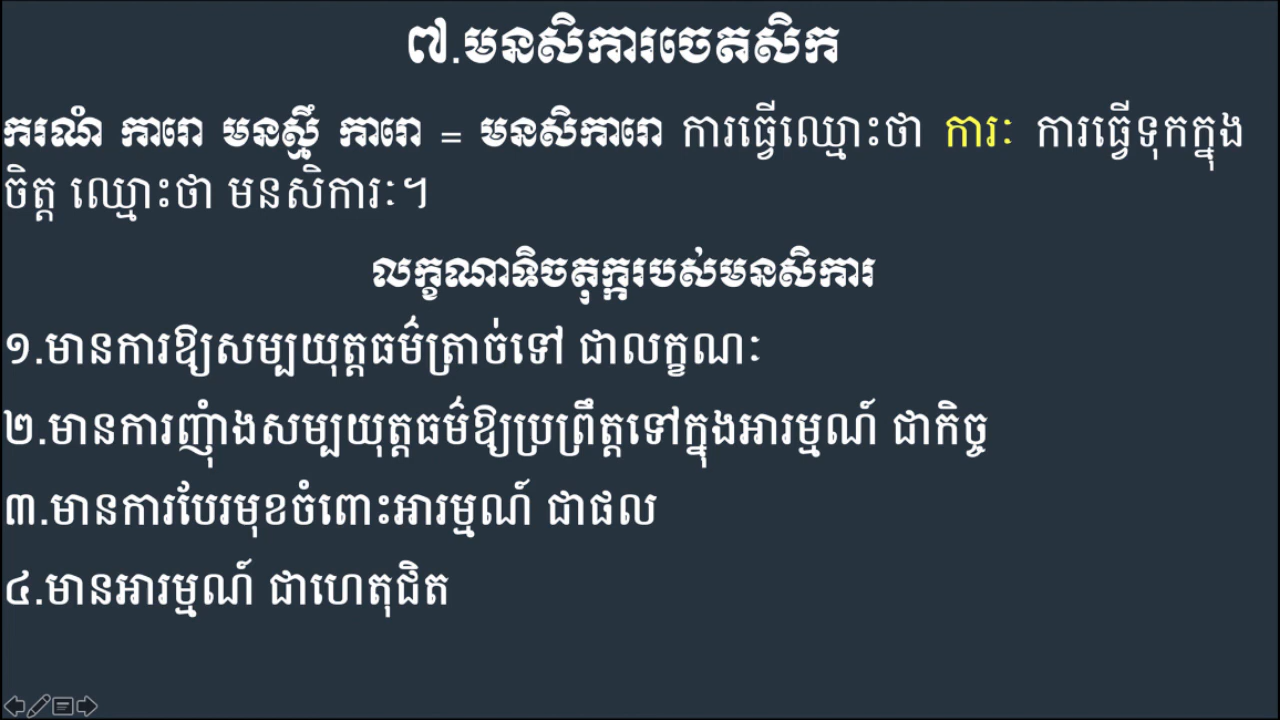 ៧.មនសិការចេតសិក
ករណំ ការោ មនស្មឹ ការោ = មនសិការោ ការធ្វើឈ្មោះថា ការៈ ការធ្វើទុកក្នុង
ចិត្ត ឈ្មោះថា មនសិការៈ។
លក្ខណាទិចតុក្ករបស់មនសិការ
១.មានការឱ្យសម្បយុត្តធម៌ត្រាច់ទៅ ជាលក្ខណៈ
២.មានការញុំាងសម្បយុត្តធម៌ឱ្យប្រព្រឹត្តទៅក្នុងអារម្មណ៍ ជាកិច្ច
៣.មានការបែរមុខចំពោះអារម្មណ៍ ជាផល
៤.មានអារម្មណ៍ ជាហេតុជិត